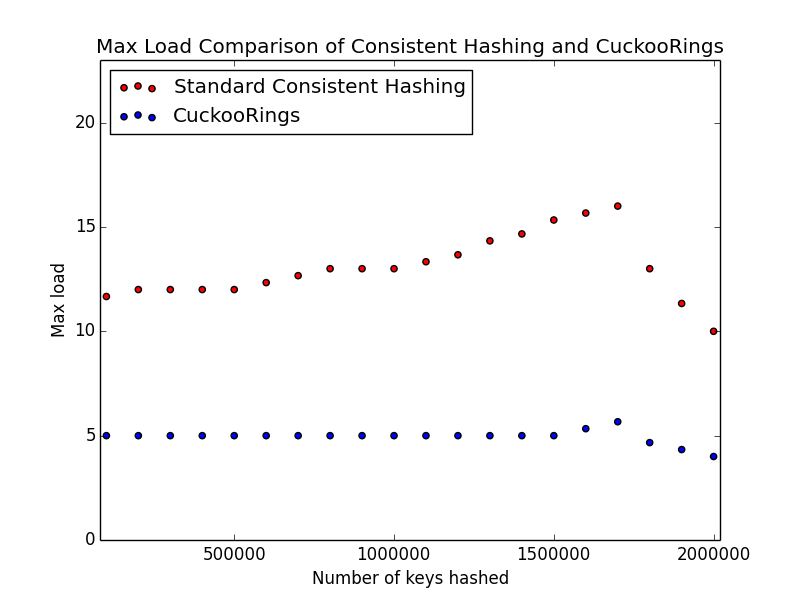 Max Load Comparison of Consistent Hashing and CuckooRings
Standard Consistent Hashing
CuckooRings
20
15
10
5
0
Max load
500000
1000000
1500000
2000000
Number of keys hashed